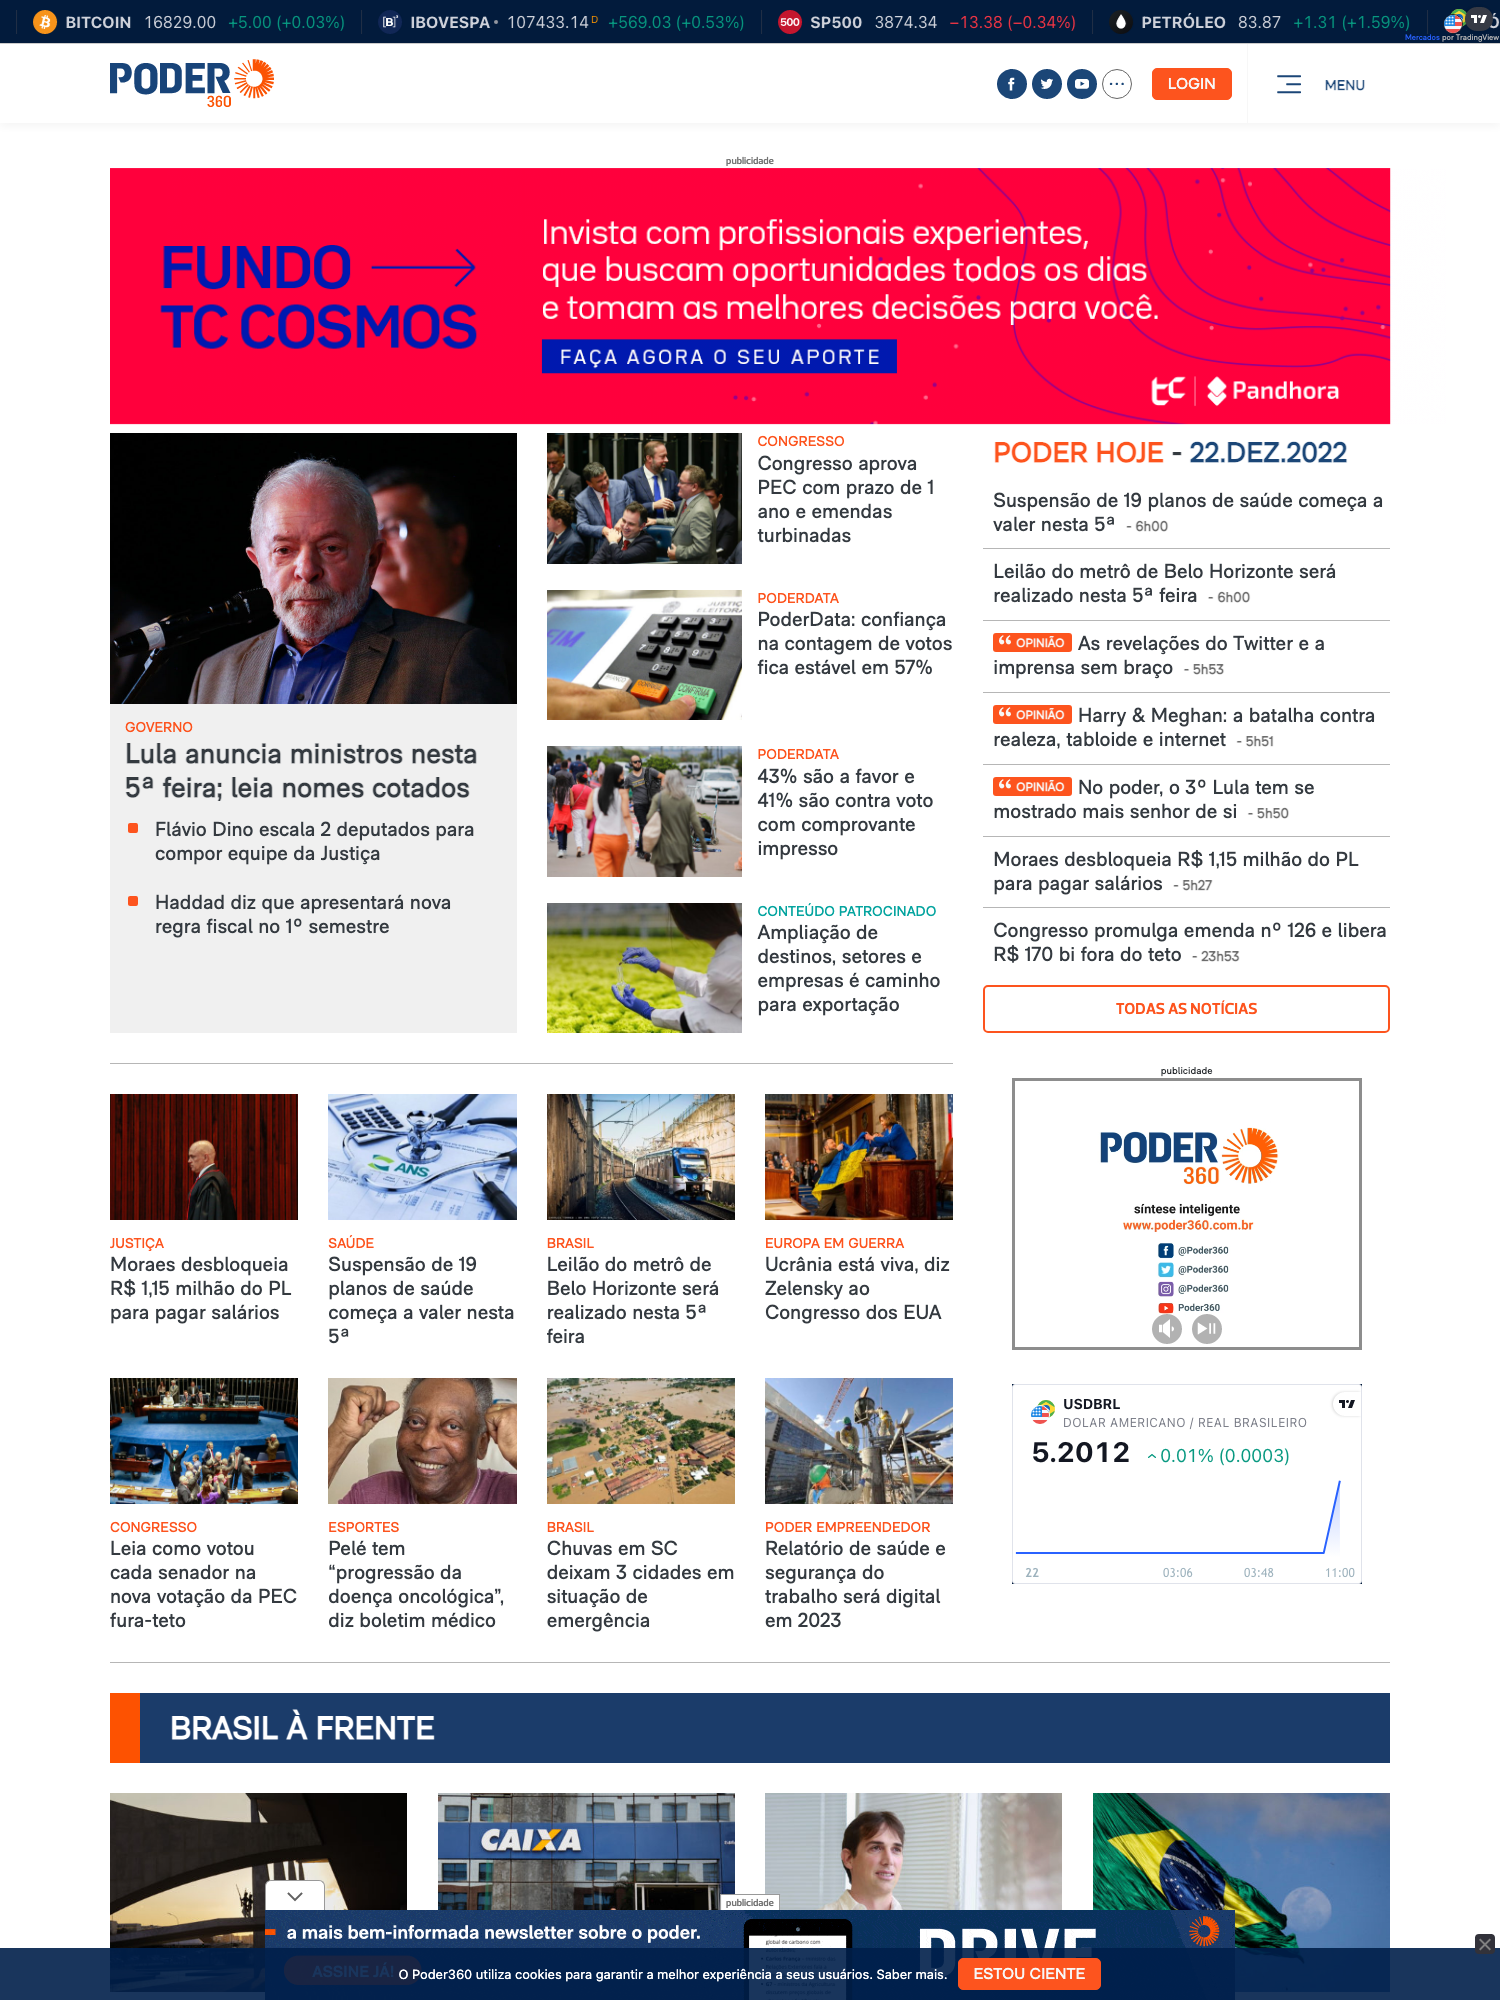 BITCOIN 16829.00 +5.00 (+0.03%)
IBOVESPA 107433.14 D +569.03 (+0.53%)
500 SP500 3874.34 −13.38 (−0.34%)
PETRÓLEO 83.87 +1.31 (+1.59%)
Mercados por TradingView
PODER
360
LOGIN
MENU
publicidade
FUNDO
TC COSMOS
Invista com profissionais experientes,
que buscam oportunidades todos os dias
e tomam as melhores decisões para você.
FAÇA AGORA O SEU APORTE
tc Pandhora
GOVERNO
Lula anuncia ministros nesta
5ª feira; leia nomes cotados
Flávio Dino escala 2 deputados para
compor equipe da Justiça
Haddad diz que apresentará nova
regra fiscal no 1º semestre
CONGRESSO
Congresso aprova
PEC com prazo de 1
ano e emendas
turbinadas
PODERDATA
PoderData: confiança
na contagem de votos
fica estável em 57%
PODERDATA
43% são a favor e
41% são contra voto
com comprovante
impresso
CONTEÚDO PATROCINADO
Ampliação de
destinos, setores e
empresas é caminho
para exportação
PODER HOJE - 22.DEZ.2022
Suspensão de 19 planos de saúde começa a
valer nesta 5ª - 6h00
Leilão do metrô de Belo Horizonte será
realizado nesta 5ª feira - 6h00
OPINIÃO As revelações do Twitter e a
imprensa sem braço - 5h53
OPINIÃO Harry & Meghan: a batalha contra
realeza, tabloide e internet - 5h51
OPINIÃO No poder, o 3º Lula tem se
mostrado mais senhor de si - 5h50
Moraes desbloqueia R$ 1,15 milhão do PL
para pagar salários - 5h27
Congresso promulga emenda nº 126 e libera
R$ 170 bi fora do teto - 23h53
TODAS AS NOTÍCIAS
JUSTIÇA
Moraes desbloqueia
R$ 1,15 milhão do PL
para pagar salários
ANS
SAÚDE
Suspensão de 19
planos de saúde
começa a valer nesta
5ª
BRASIL
Leilão do metrô de
Belo Horizonte será
realizado nesta 5ª
feira
EUROPA EM GUERRA
Ucrânia está viva, diz
Zelensky ao
Congresso dos EUA
publicidade
PODER
360
síntese inteligente
www.poder360.com.br
@Poder360
@Poder360
@Poder360
Poder360
CONGRESSO
Leia como votou
cada senador na
nova votação da PEC
fura-teto
ESPORTES
Pelé tem
“progressão da
doença oncológica”,
diz boletim médico
BRASIL
Chuvas em SC
deixam 3 cidades em
situação de
emergência
PODER EMPREENDEDOR
Relatório de saúde e
segurança do
trabalho será digital
em 2023
USDBRL
DOLAR AMERICANO / REAL BRASILEIRO
5.2012 0.01% (0.0003)
22 03:06 03:48 11:00
BRASIL À FRENTE
CAIXA
publicidade
a mais bem-informada newsletter sobre o poder.
DRIVE
global de carbono com
ASSINE JÁ!
O Poder360 utiliza cookies para garantir a melhor experiência a seus usuários. Saber mais.
ESTOU CIENTE